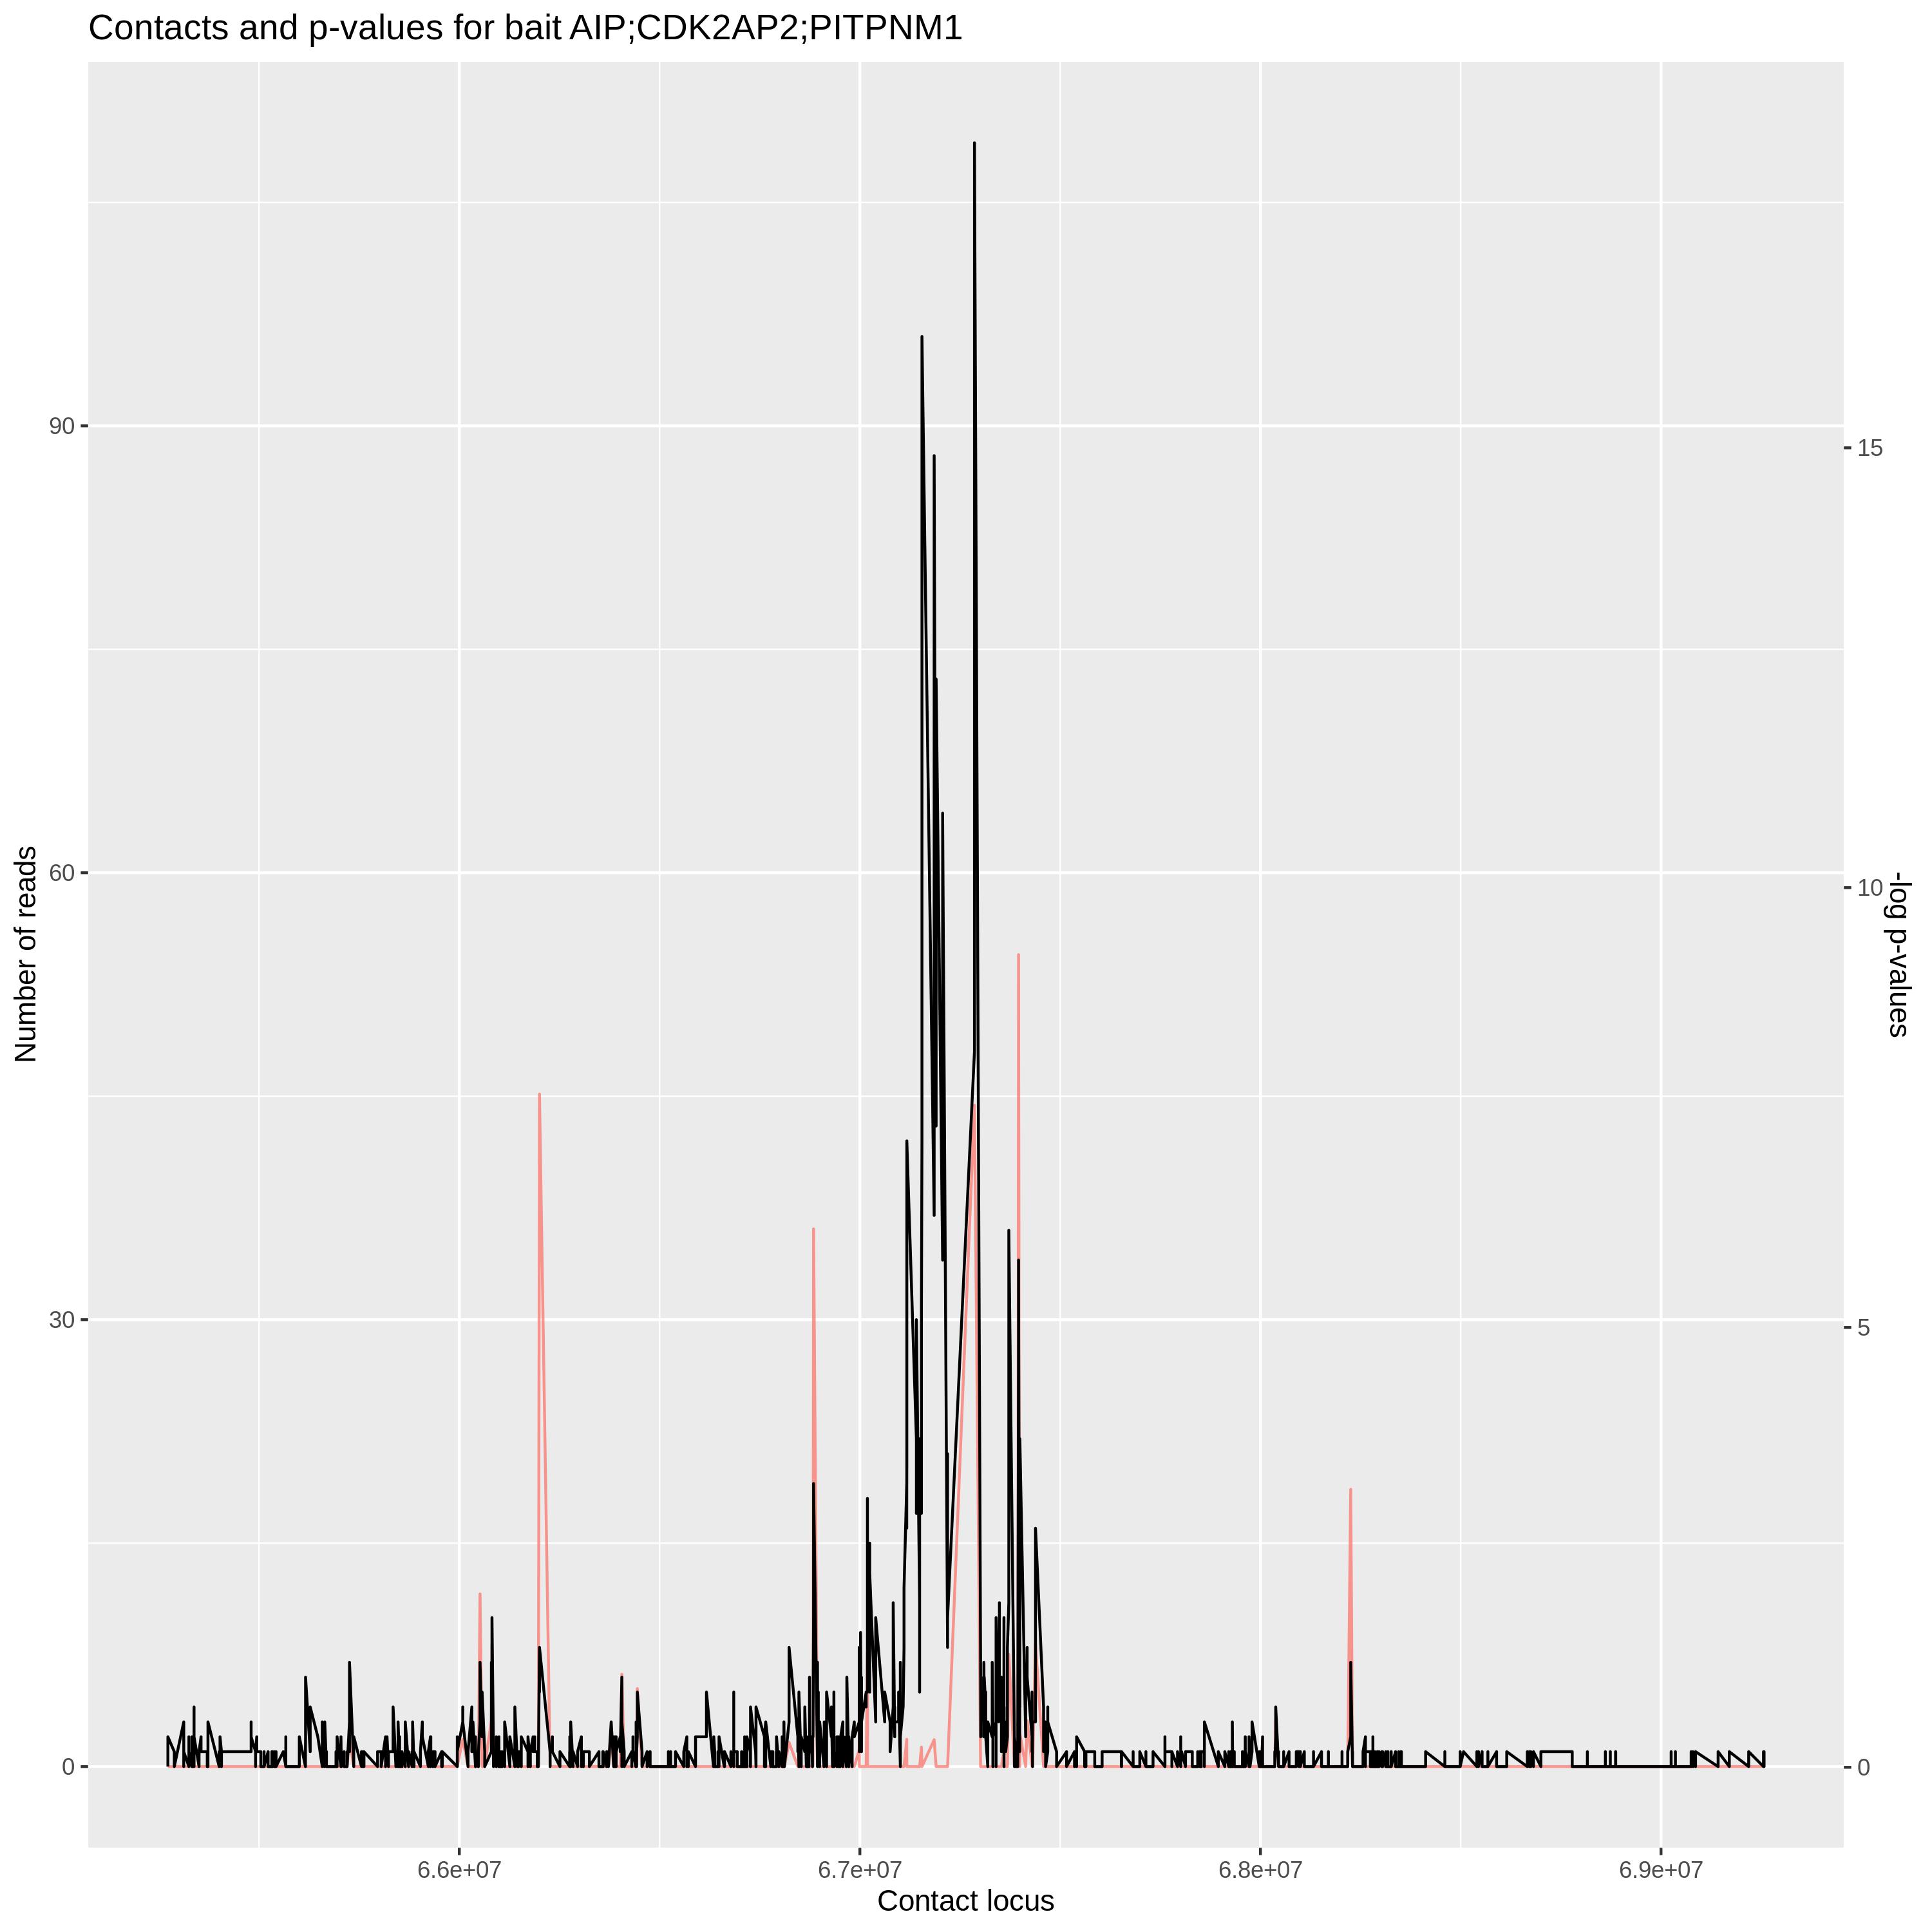 Contacts and p-values for bait AIP;CDK2AP2;PITPNM1
90
60
30
0
Number of reads
15
10
5
0
-log p-values
6.6e+07 6.7e+07 6.8e+07 6.9e+07
Contact locus